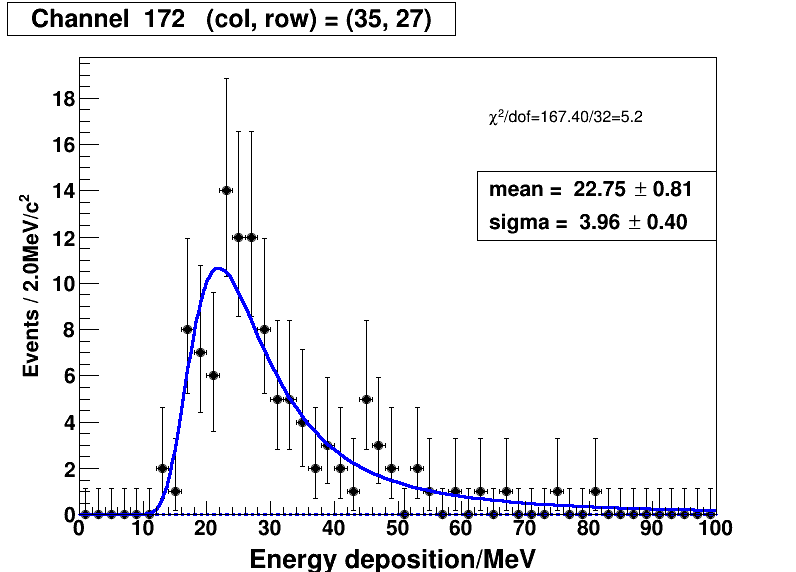 Channel 172 (col, row) = (35, 27)
χ²/dof=167.40/32=5.2
mean = 22.75 ± 0.81
sigma = 3.96 ± 0.40
Events / 2.0MeV/c²
18
16
14
12
10
8
6
4
2
0
0 10 20 30 40 50 60 70 80 90 100
Energy deposition/MeV